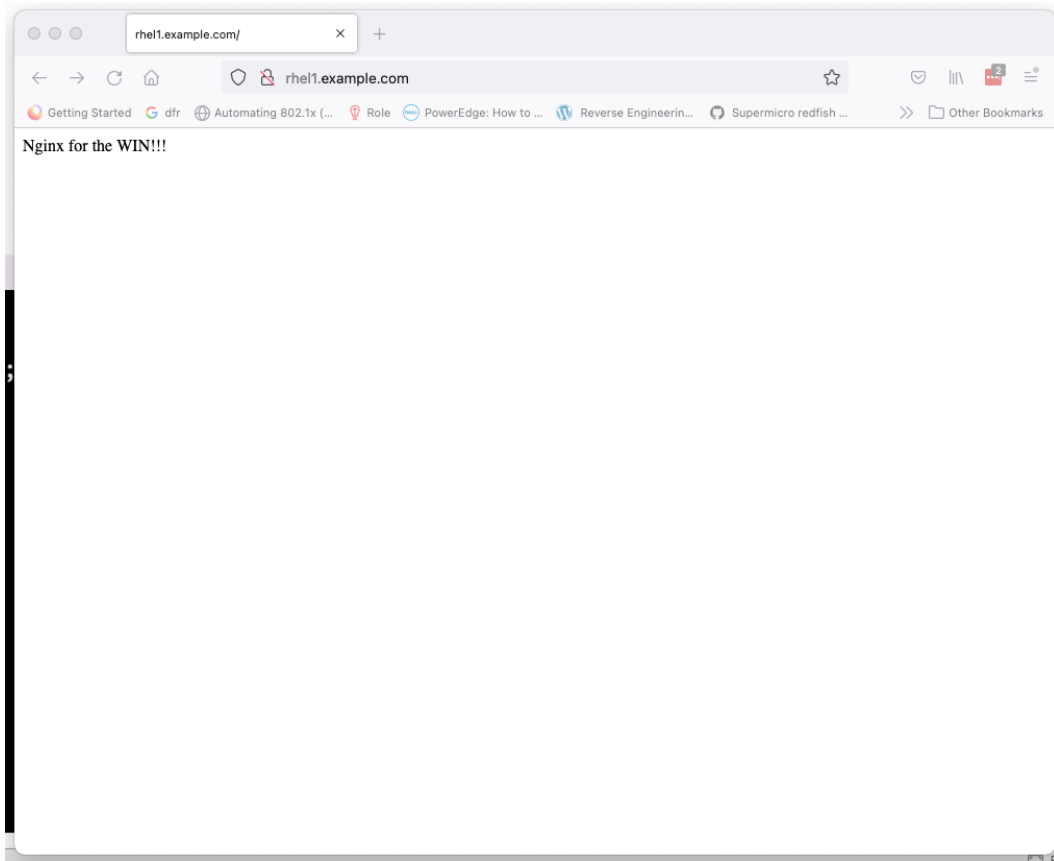 rhel1.example.com/
rhel1.example.com
2
Getting Started
dfr
Automating 802.1x (...
Role
PowerEdge: How to ...
Reverse Engineerin...
Supermicro redfish ...
Other Bookmarks
Nginx for the WIN!!!
;